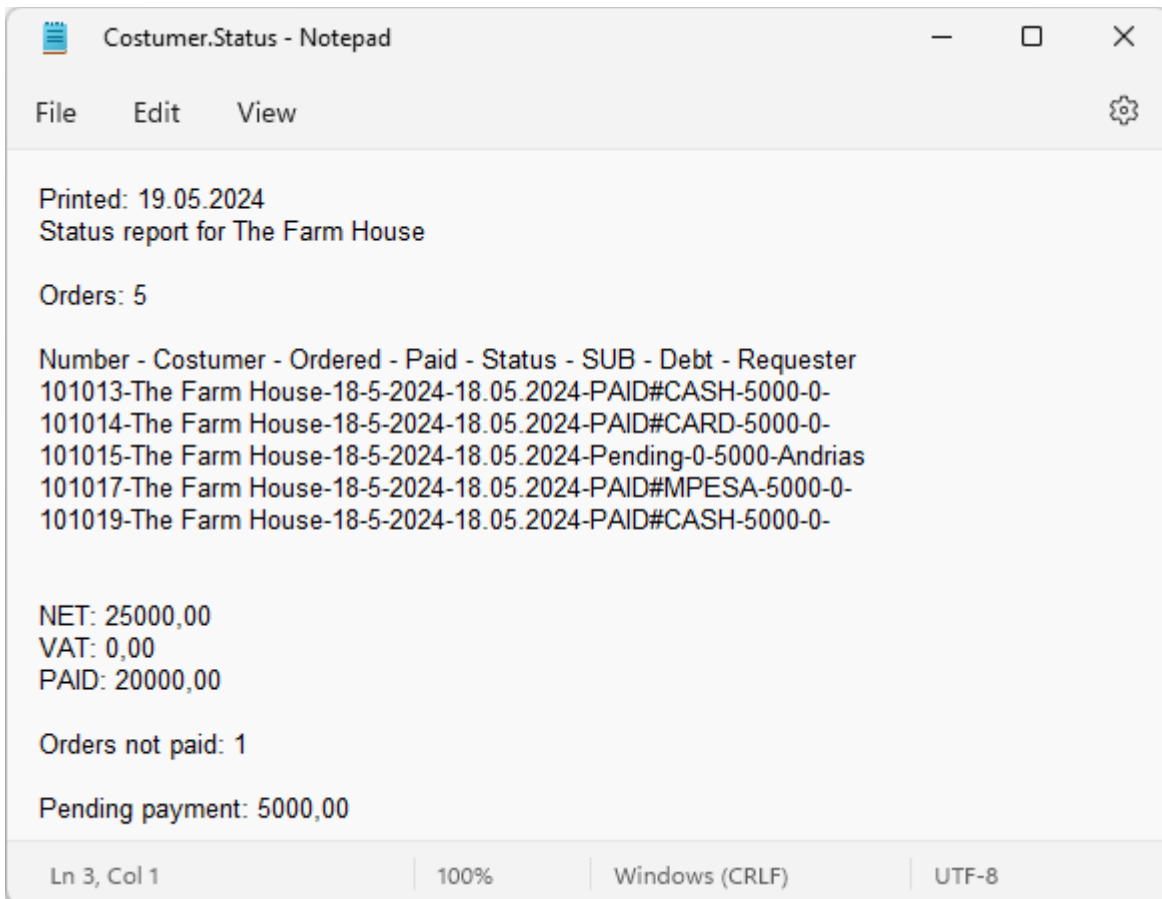 Costumer.Status - Notepad
File Edit View
Printed: 19.05.2024
Status report for The Farm House
Orders: 5
Number - Costumer - Ordered - Paid - Status - SUB - Debt - Requester
101013-The Farm House-18-5-2024-18.05.2024-PAID#CASH-5000-0-
101014-The Farm House-18-5-2024-18.05.2024-PAID#CARD-5000-0-
101015-The Farm House-18-5-2024-18.05.2024-Pending-0-5000-Andrias
101017-The Farm House-18-5-2024-18.05.2024-PAID#MPESA-5000-0-
101019-The Farm House-18-5-2024-18.05.2024-PAID#CASH-5000-0-
NET: 25000,00
VAT: 0,00
PAID: 20000,00
Orders not paid: 1
Pending payment: 5000,00
Ln 3, Col 1 100% Windows (CRLF) UTF-8